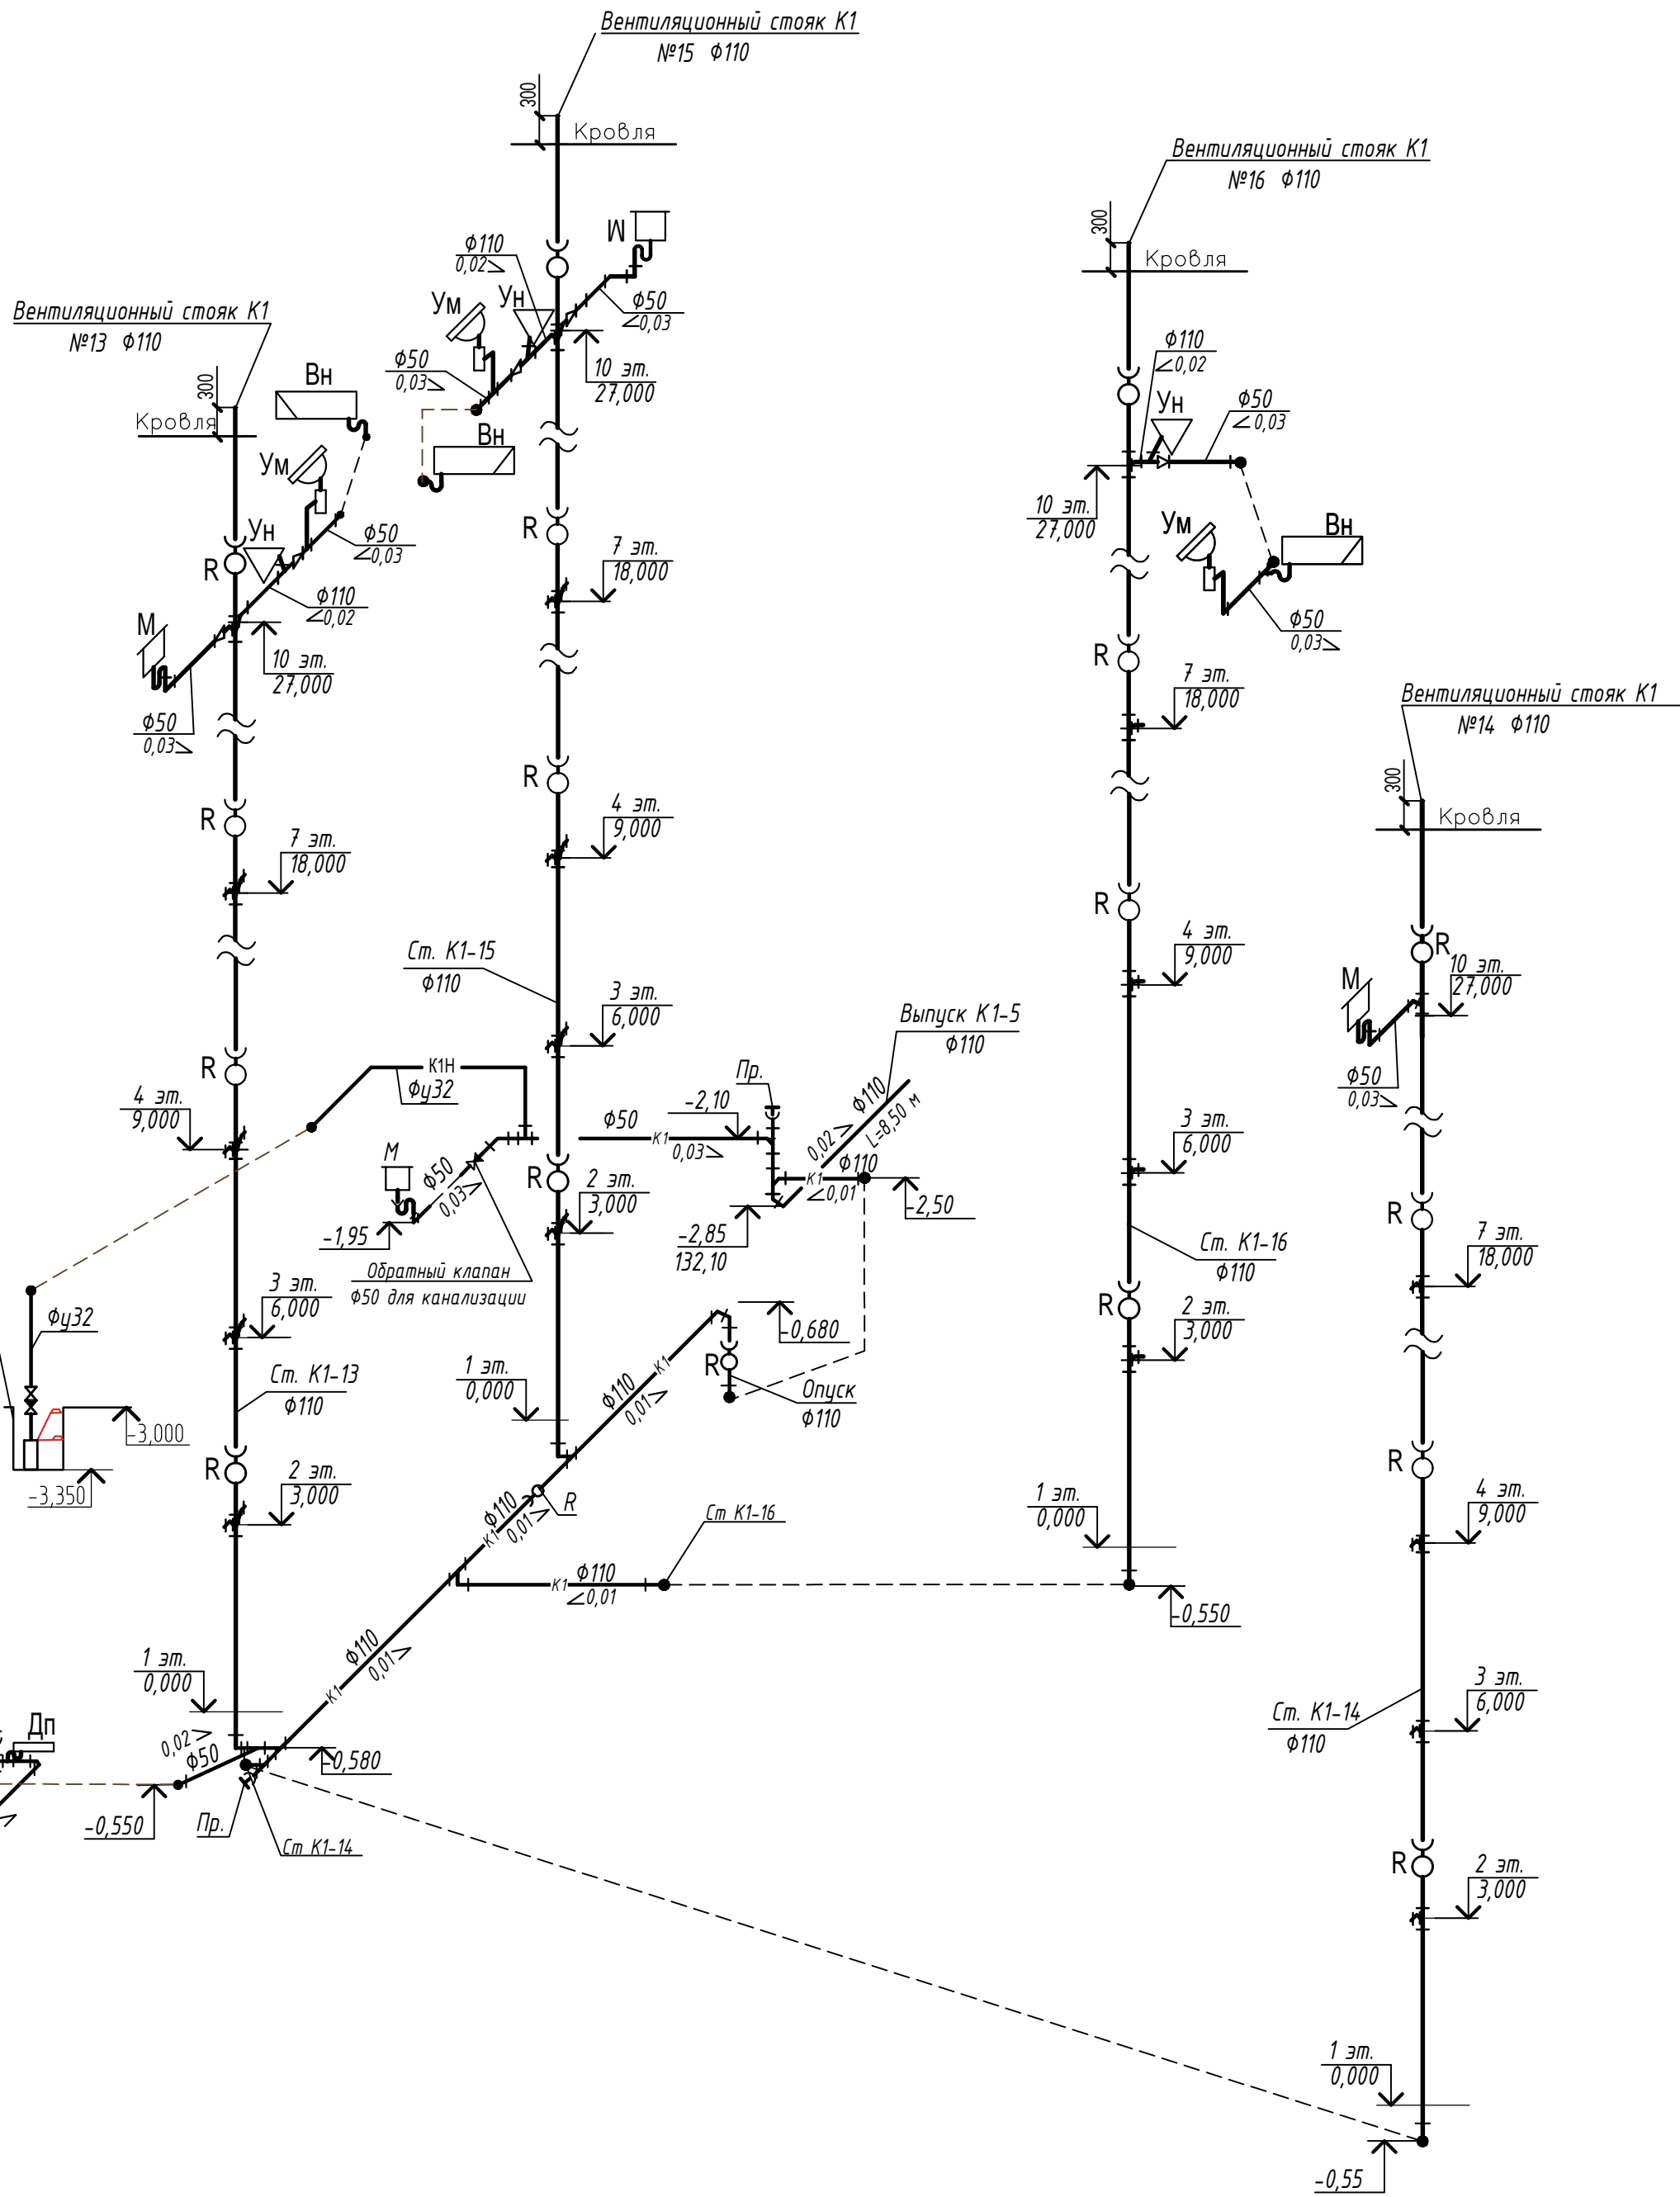 Вентиляционный стояк К1
№15 ф110
300
Кровля
Вентиляционный стояк К1
№16 ф110
300
Кровля
Вентиляционный стояк К1
№13 ф110
300
Кровля
Вн
Ум
Ун
ф50
0,03
ф110
0,02
М
R
10 эт.
27,000
ф50
0,03
R
7 эт.
18,000
R
4 эт.
9,000
3 эт.
6,000
Ст. К1-13
ф110
R
2 эт.
3,000
1 эт.
0,000
ф110
0,02
М
Ум
Ун
ф50
0,03
ф50
0,03
10 эт.
27,000
Вн
R
7 эт.
18,000
R
4 эт.
9,000
Ст. К1-15
ф110
3 эт.
6,000
R
2 эт.
3,000
1 эт.
0,000
К1Н
Фу32
М
ф50
0,03
-1,95
Обратный клапан
ф50 для канализации
ф50
К1
0,03
-2,10
Пр.
Выпуск К1-5
ф110
ф110
0,02
L=8,50 м
ф110
К1
0,01
-2,50
-2,85
132,10
-0,680
R
Опуск
ф110
К1
ф110
0,01
R
ф110
0,01
К1
Ст К1-16
К1
ф110
0,01
ф110
0,01
К1
Фу32
-3,000
-3,350
Дп
0,02
ф50
-0,580
-0,550
Пр.
Ст К1-14
ф110
0,02
Ун
ф50
0,03
10 эт.
27,000
Ум
Вн
ф50
0,03
R
7 эт.
18,000
R
4 эт.
9,000
3 эт.
6,000
Ст. К1-16
ф110
R
2 эт.
3,000
1 эт.
0,000
-0,550
Вентиляционный стояк К1
№14 ф110
300
Кровля
R
10 эт.
27,000
М
ф50
0,03
R
7 эт.
18,000
R
4 эт.
9,000
3 эт.
6,000
Ст. К1-14
ф110
R
2 эт.
3,000
1 эт.
0,000
-0,55